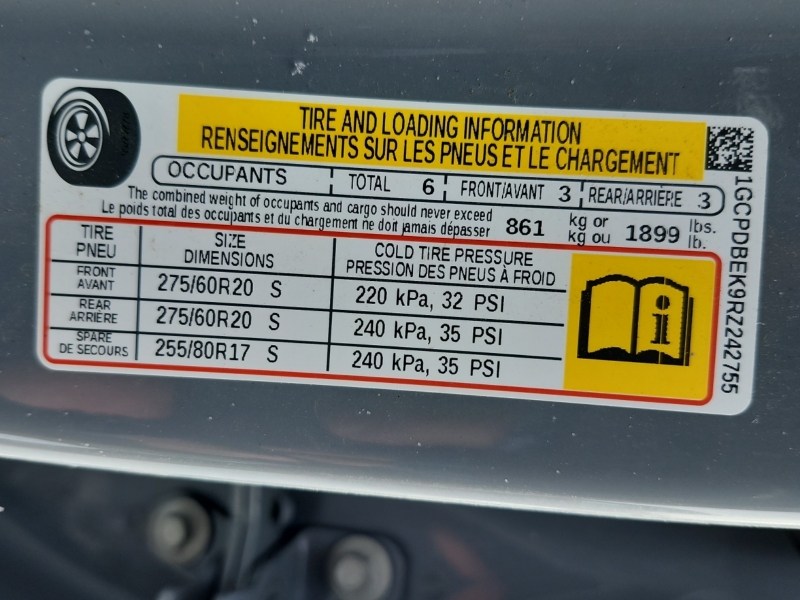 TIRE AND LOADING INFORMATION
RENSEIGNEMENTS SUR LES PNEUS ET LE CHARGEMENT
OCCUPANTS TOTAL 6 FRONT/AVANT 3 REAR/ARRIÈRE 3
The combined weight of occupants and cargo should never exceed 861 kg or 1899 lbs.
Le poids total des occupants et du chargement ne doit jamais dépasser kg ou lb.
TIRE SIZE COLD TIRE PRESSURE
PNEU DIMENSIONS PRESSION DES PNEUS À FROID
FRONT
AVANT 275/60R20 S 220 kPa, 32 PSI
REAR
ARRIÈRE 275/60R20 S 240 kPa, 35 PSI
SPARE
DE SECOURS 255/80R17 S 240 kPa, 35 PSI
1GCPDBEK9RZ242755